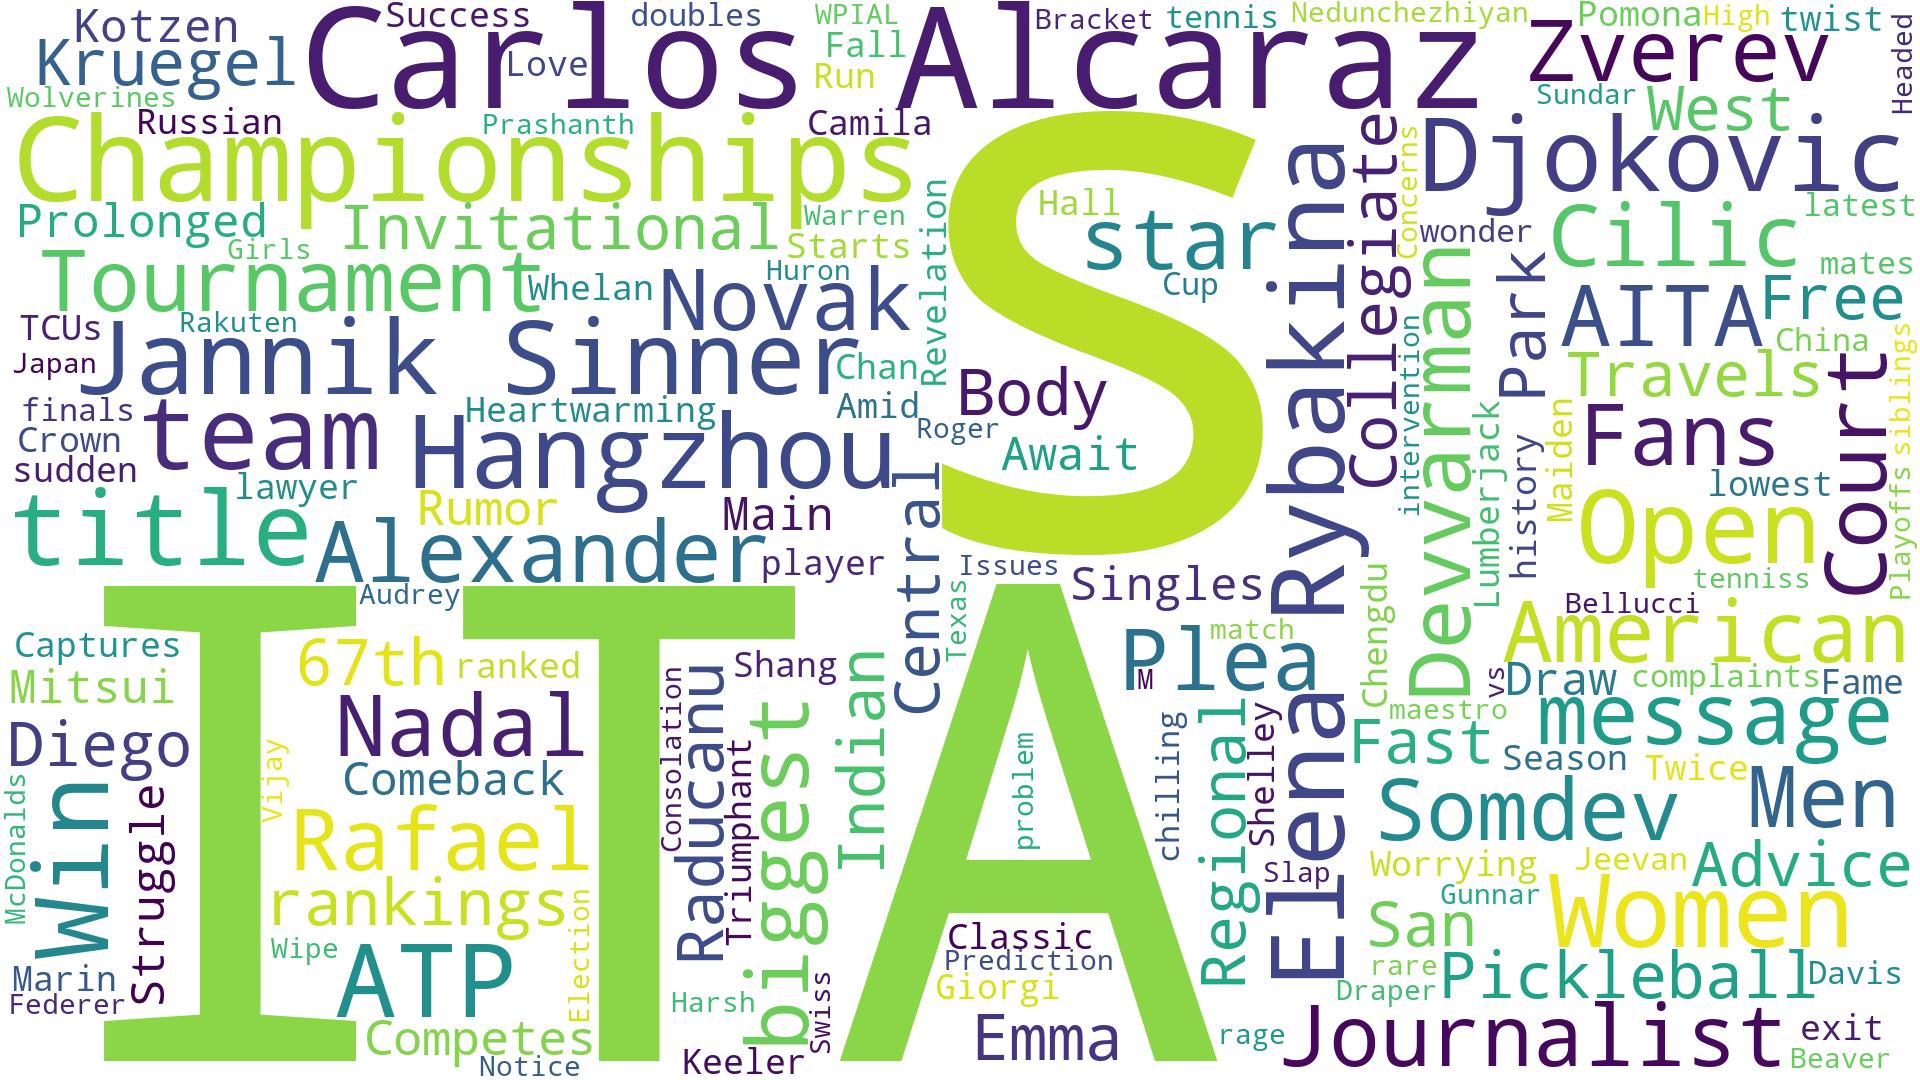 Kotzen
Success
doubles
WPIAL
Bracket
tennis
Nedunchezhiyan
Pomona
High
twist
Headed
Kruegel
Carlos Alcaraz
Love
Fall
Run
Zverev
Wolverines
Sundar
West
Russian
Prashanth
Camila
Championships
S
Djokovic
Prolonged
Invitational
Warren
Starts
Revelation
Hall
star
Cup
Rybakina
Collegiate
Concerns
wonder
Cilic
latest
Girls
Tournament
Whelan
Huron
Novak
Devvarman
Park
mates
AITA
Free
TCUs
Rakuten
Japan
Jannik Sinner
Chan
Body
China
Travels
Court
siblings
finals
Crown
sudden
team
Heartwarming
Hangzhou
Amid
Roger
Await
intervention
Lumberjack
history
Maiden
Fans
lowest
title
lawyer
Rumor
Main
Central
Open
Playoffs
Alexander
player
Issues
Singles
tenniss
Audrey
ITA
Texas
Chengdu
Bellucci
American
Captures
67th
ranked
Shang
Indian
Plea
M
match
vs
Draw
complaints
Fame
Mitsui
Nadal
Consolation
Raducanu
biggest
maestro
message
Diego
Vijay
Comeback
Triumphant
problem
chilling
Regional
Shelley
Elena
Fast
Season
Twice
Men
McDonalds
Win
Struggle
Rafael
Somdev
Slap
Worrying
Jeevan
Advice
rankings
Election
Gunnar
Women
Wipe
ATP
Classic
Prediction
San
Marin
Federer
Harsh
Swiss
Giorgi
rare
Draper
Pickleball
Davis
Competes
Notice
Keeler
Emma
rage
Journalist
exit
Beaver